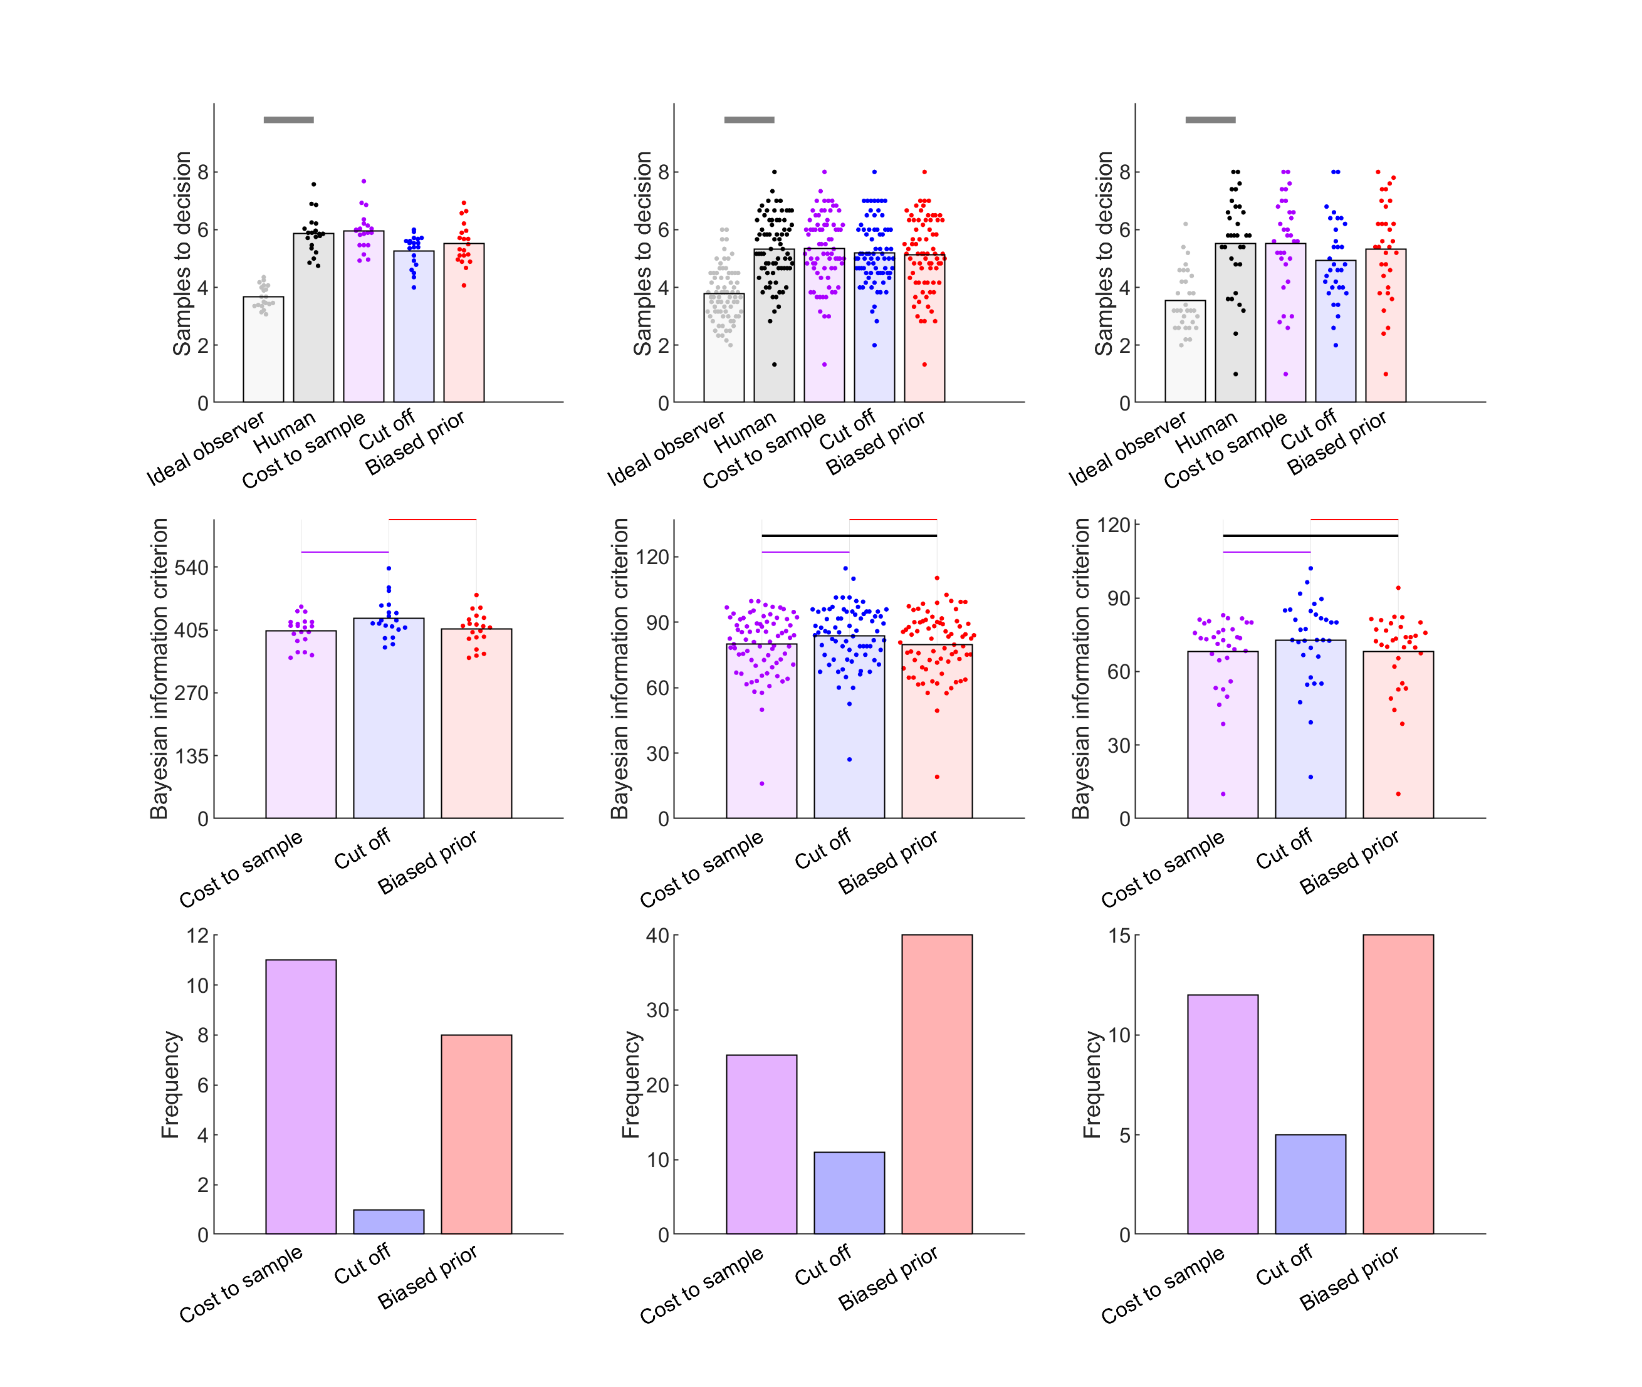 Samples to decision
8
6
4
2
0
Ideal observer
Human
Cost to sample
Cut off
Biased prior
Samples to decision
8
6
4
2
0
Ideal observer
Human
Cost to sample
Cut off
Biased prior
Samples to decision
8
6
4
2
0
Ideal observer
Human
Cost to sample
Cut off
Biased prior
Bayesian information criterion
540
405
270
135
0
Cost to sample
Cut off
Biased prior
Bayesian information criterion
120
90
60
30
0
Cost to sample
Cut off
Biased prior
Bayesian information criterion
120
90
60
30
0
Cost to sample
Cut off
Biased prior
Frequency
12
10
8
6
4
2
0
Cost to sample
Cut off
Biased prior
Frequency
40
30
20
10
0
Cost to sample
Cut off
Biased prior
Frequency
15
10
5
0
Cost to sample
Cut off
Biased prior